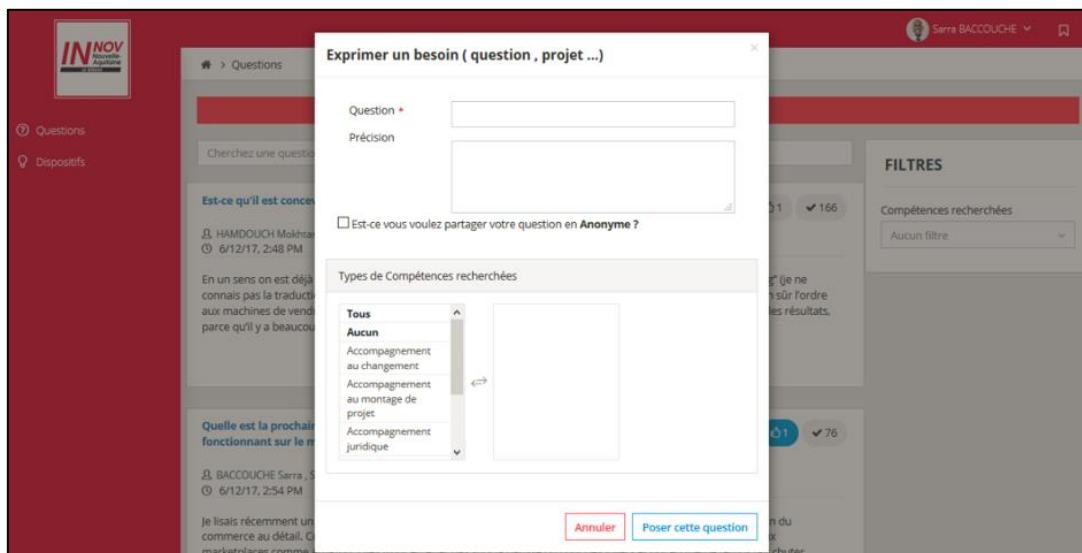 INNOV
Nouvelle-
Aquitaine
Sarra BACCOUCHE
Questions
Dispositifs
> Questions
Cherchez une questio
Est-ce qu'il est concev
HAMDOUCH Mokhta
6/12/17, 2:48 PM
1 166
En un sens on est déjà
connais pas la traducti
aux machines de vend
parce qu'il y a beaucou
g" (je ne
n sûr l'ordre
les résultats,
Quelle est la prochai
fonctionnant sur le m
BACCOUCHE Sarra , S
6/12/17, 2:54 PM
1 76
Je lisais récemment un
commerce au détail. C
marketplaces comme
n du
chuter
FILTRES
Compétences recherchées
Aucun filtre
Exprimer un besoin ( question , projet ...)
×
Question *
Précision
Est-ce vous voulez partager votre question en Anonyme ?
Types de Compétences recherchées
Tous
Aucun
Accompagnement
au changement
Accompagnement
au montage de
projet
Accompagnement
juridique
Annuler
Poser cette question